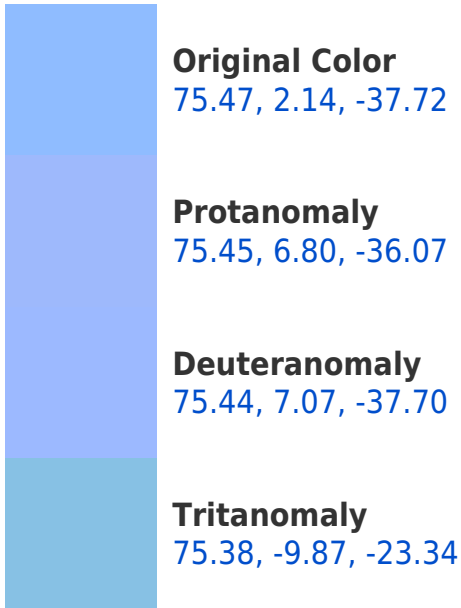 Original Color
75.47, 2.14, -37.72
Protanomaly
75.45, 6.80, -36.07
Deuteranomaly
75.44, 7.07, -37.70
Tritanomaly
75.38, -9.87, -23.34